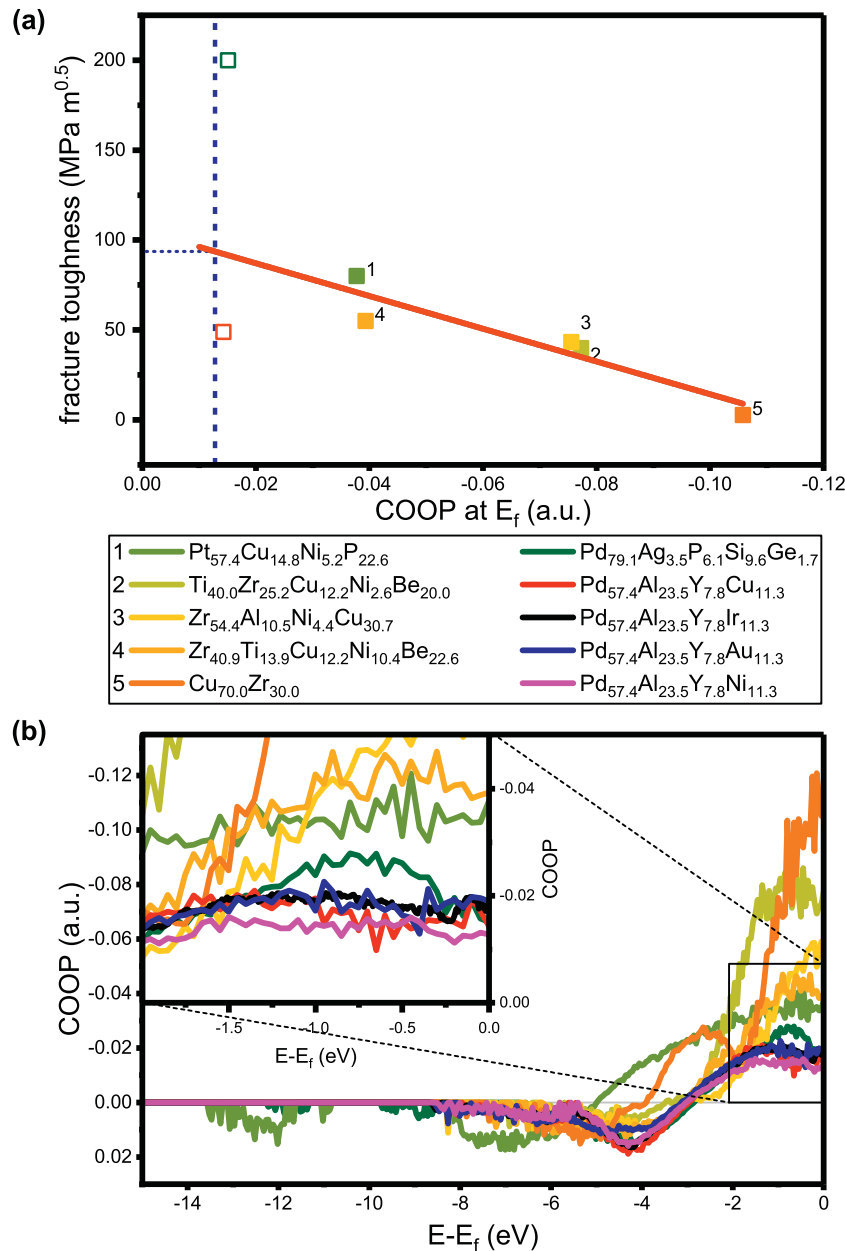 (a)
fracture toughness (MPa m^0.5)
200
150
100
50
0
1
4
3
2
5
0.00 -0.02 -0.04 -0.06 -0.08 -0.10 -0.12
COOP at E_f (a.u.)
1 Pt57.4Cu14.8Ni5.2P22.6
2 Ti40.0Zr25.2Cu12.2Ni2.6Be20.0
3 Zr54.4Al10.5Ni4.4Cu30.7
4 Zr40.9Ti13.9Cu12.2Ni10.4Be22.6
5 Cu70.0Zr30.0
Pd79.1Ag3.5P6.1Si9.6Ge1.7
Pd57.4Al23.5Y7.8Cu11.3
Pd57.4Al23.5Y7.8Ir11.3
Pd57.4Al23.5Y7.8Au11.3
Pd57.4Al23.5Y7.8Ni11.3
(b)
COOP (a.u.)
-0.12
-0.10
-0.08
-0.06
-0.04
-0.02
0.00
0.02
-0.04
-0.02
0.00
COOP
-1.5 -1.0 -0.5 0.0
E-E_f (eV)
-14 -12 -10 -8 -6 -4 -2 0
E-E_f (eV)